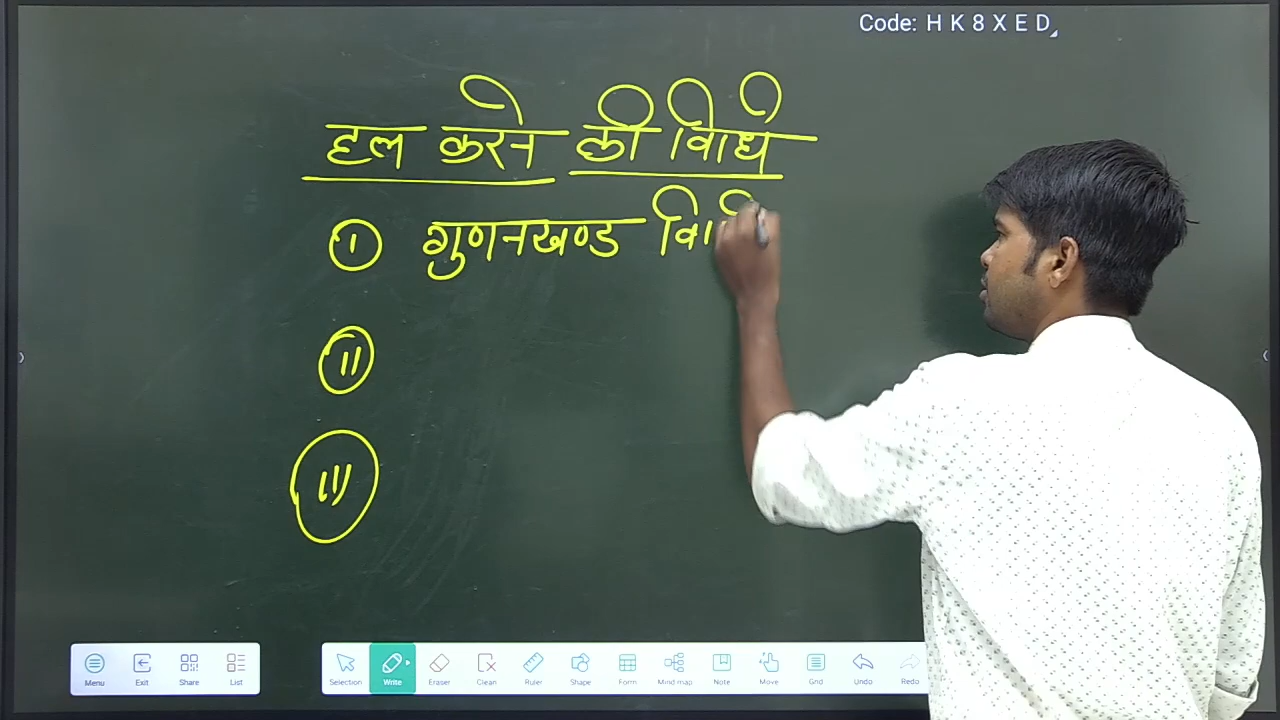 Code: H K 8 X E D
हल करने की विधि
(i) गुणनखण्ड
(ii)
(iii)
Menu Exit Share List Selection Write Eraser Clean Ruler Shape Form Mind map Note Move Grid Undo Redo